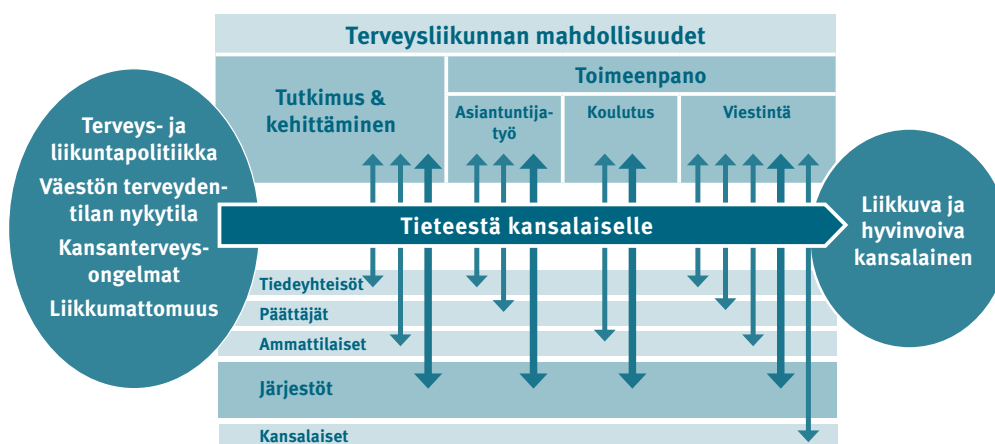 Terveysliikunnan mahdollisuudet
Toimeenpano
Tutkimus &
kehittäminen
Asiantuntija-
työ
Koulutus
Viestintä
Terveys- ja
liikuntapolitiikka
Väestön terveyden-
tilan nykytila
Kansanterveys-
ongelmat
Liikkumattomuus
Tieteestä kansalaiselle
Liikkuva ja
hyvinvoiva
kansalainen
Tiedeyhteisöt
Päättäjät
Ammattilaiset
Järjestöt
Kansalaiset